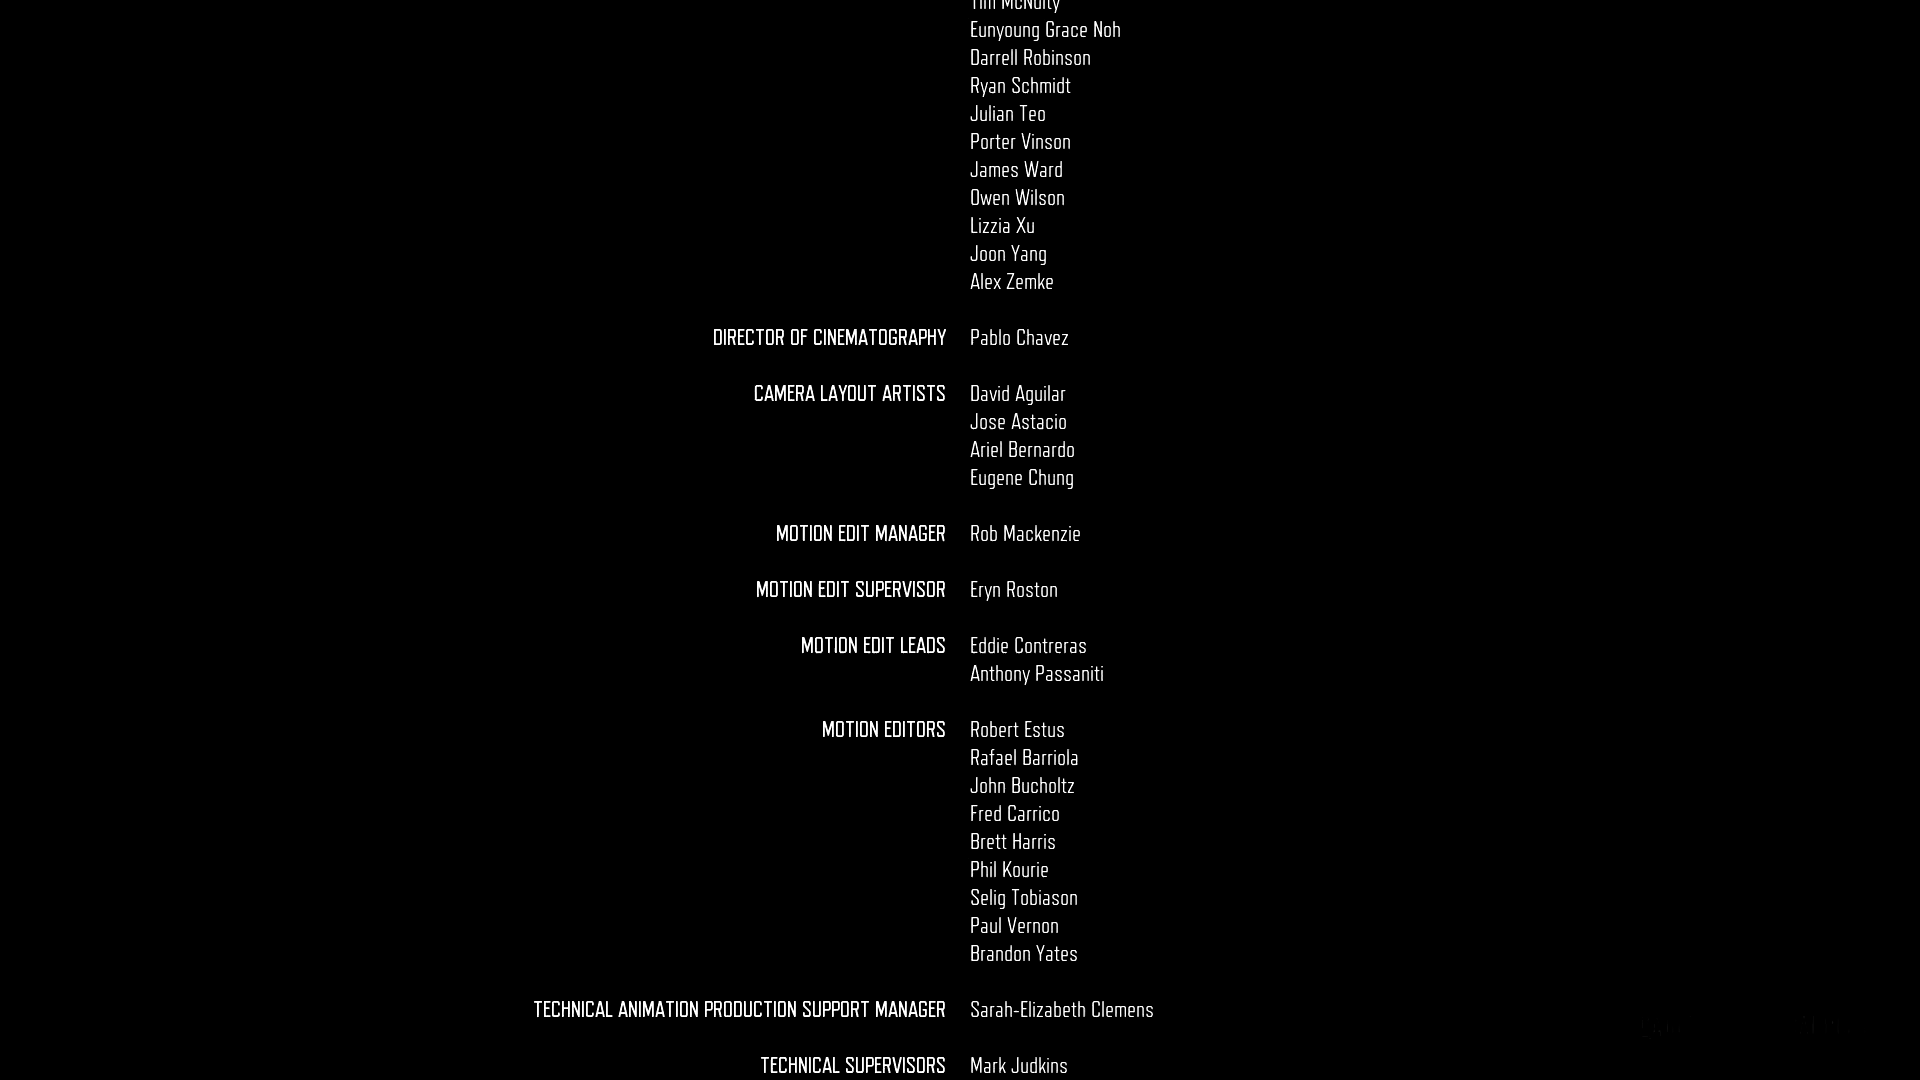 Tim McNulty
Eunyoung Grace Noh
Darrell Robinson
Ryan Schmidt
Julian Teo
Porter Vinson
James Ward
Owen Wilson
Lizzia Xu
Joon Yang
Alex Zemke
DIRECTOR OF CINEMATOGRAPHY Pablo Chavez
CAMERA LAYOUT ARTISTS David Aguilar
Jose Astacio
Ariel Bernardo
Eugene Chung
MOTION EDIT MANAGER Rob Mackenzie
MOTION EDIT SUPERVISOR Eryn Roston
MOTION EDIT LEADS Eddie Contreras
Anthony Passaniti
MOTION EDITORS Robert Estus
Rafael Barriola
John Bucholtz
Fred Carrico
Brett Harris
Phil Kourie
Selig Tobiason
Paul Vernon
Brandon Yates
TECHNICAL ANIMATION PRODUCTION SUPPORT MANAGER Sarah-Elizabeth Clemens
TECHNICAL SUPERVISORS Mark Judkins